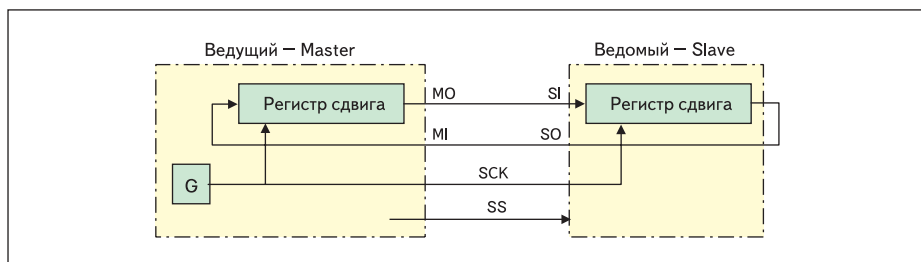 Ведущий — Master
Ведомый — Slave
Регистр сдвига
MO
SI
Регистр сдвига
MI
SO
G
SCK
SS